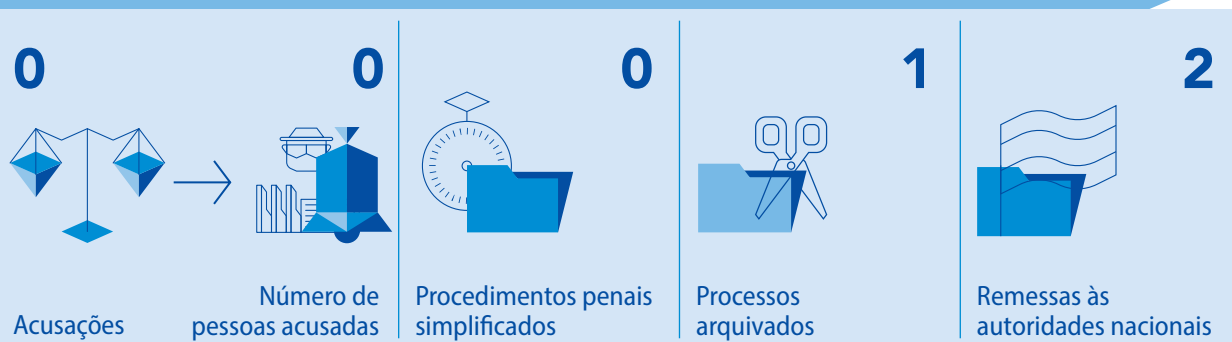 0
Acusações
0
Número de
pessoas acusadas
0
Procedimentos penais
simplificados
1
Processos
arquivados
2
Remessas às
autoridades nacionais